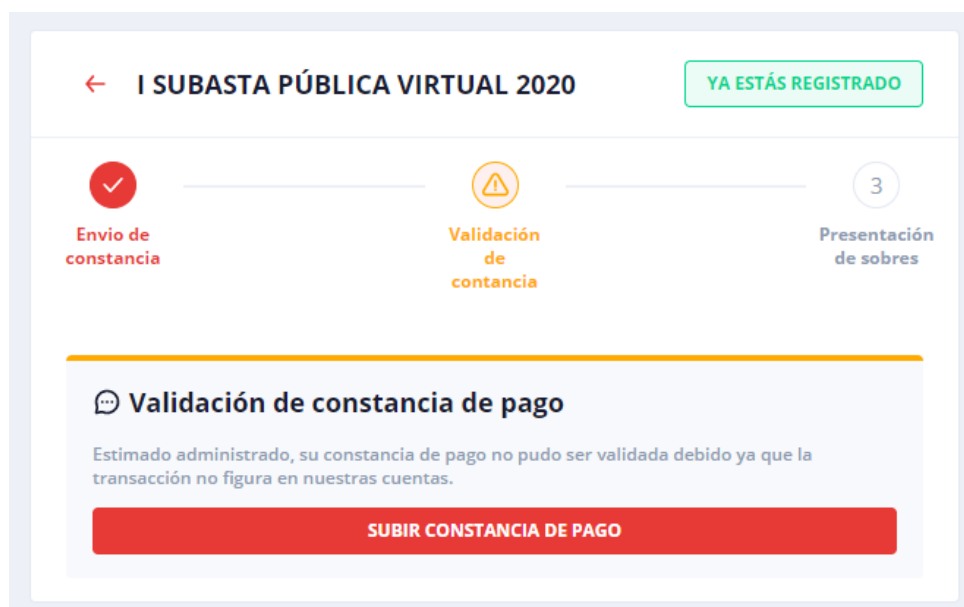 I SUBASTA PÚBLICA VIRTUAL 2020
YA ESTÁS REGISTRADO
3
Envio de
constancia
Validación
de
contancia
Presentación
de sobres
Validación de constancia de pago
Estimado administrado, su constancia de pago no pudo ser validada debido ya que la
transacción no figura en nuestras cuentas.
SUBIR CONSTANCIA DE PAGO